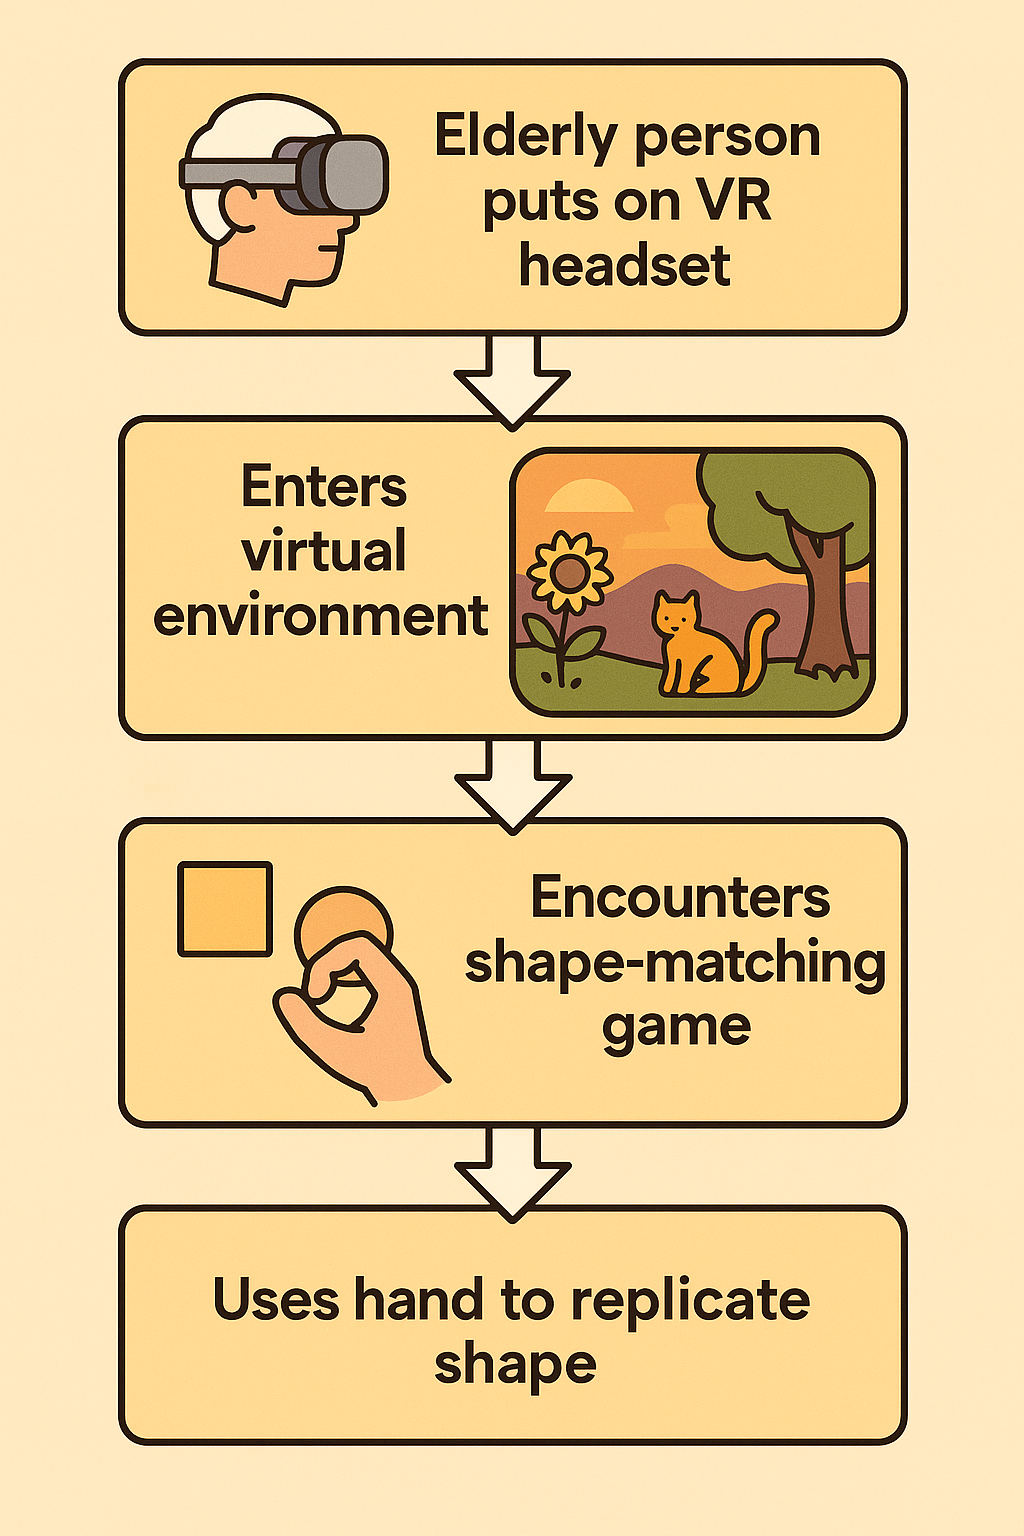 Elderly person
puts on VR
headset
Enters
virtual
environment
Encounters
shape-matching
game
Uses hand to replicate
shape